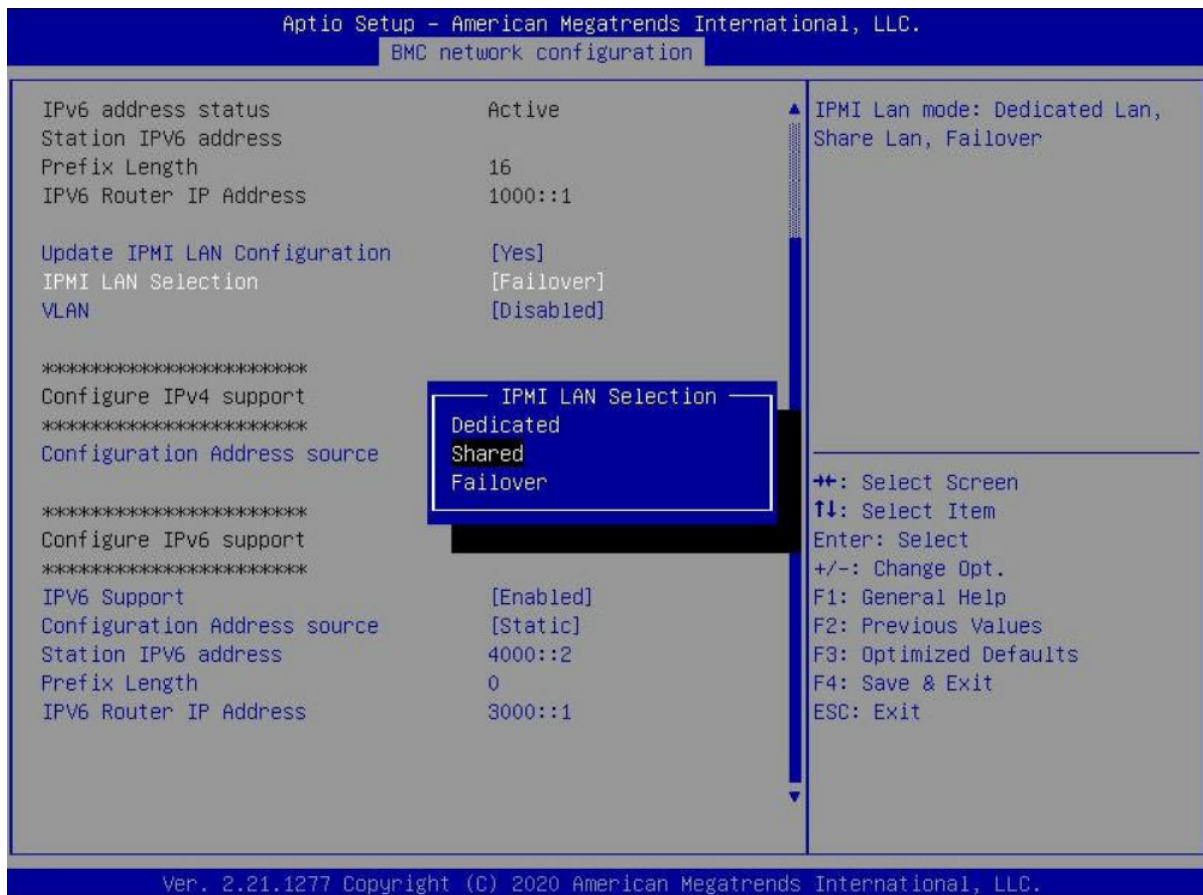 Aptio Setup – American Megatrends International, LLC.
BMC network configuration
IPv6 address status Active
Station IPV6 address
Prefix Length 16
IPV6 Router IP Address 1000::1
Update IPMI LAN Configuration [Yes]
IPMI LAN Selection [Failover]
VLAN [Disabled]
***********************
Configure IPv4 support
***********************
Configuration Address source
***********************
Configure IPv6 support
***********************
IPV6 Support [Enabled]
Configuration Address source [Static]
Station IPV6 address 4000::2
Prefix Length 0
IPV6 Router IP Address 3000::1
IPMI LAN Selection
Dedicated
Shared
Failover
IPMI Lan mode: Dedicated Lan,
Share Lan, Failover
→←: Select Screen
↑↓: Select Item
Enter: Select
+/-: Change Opt.
F1: General Help
F2: Previous Values
F3: Optimized Defaults
F4: Save & Exit
ESC: Exit
Ver. 2.21.1277 Copyright (C) 2020 American Megatrends International, LLC.